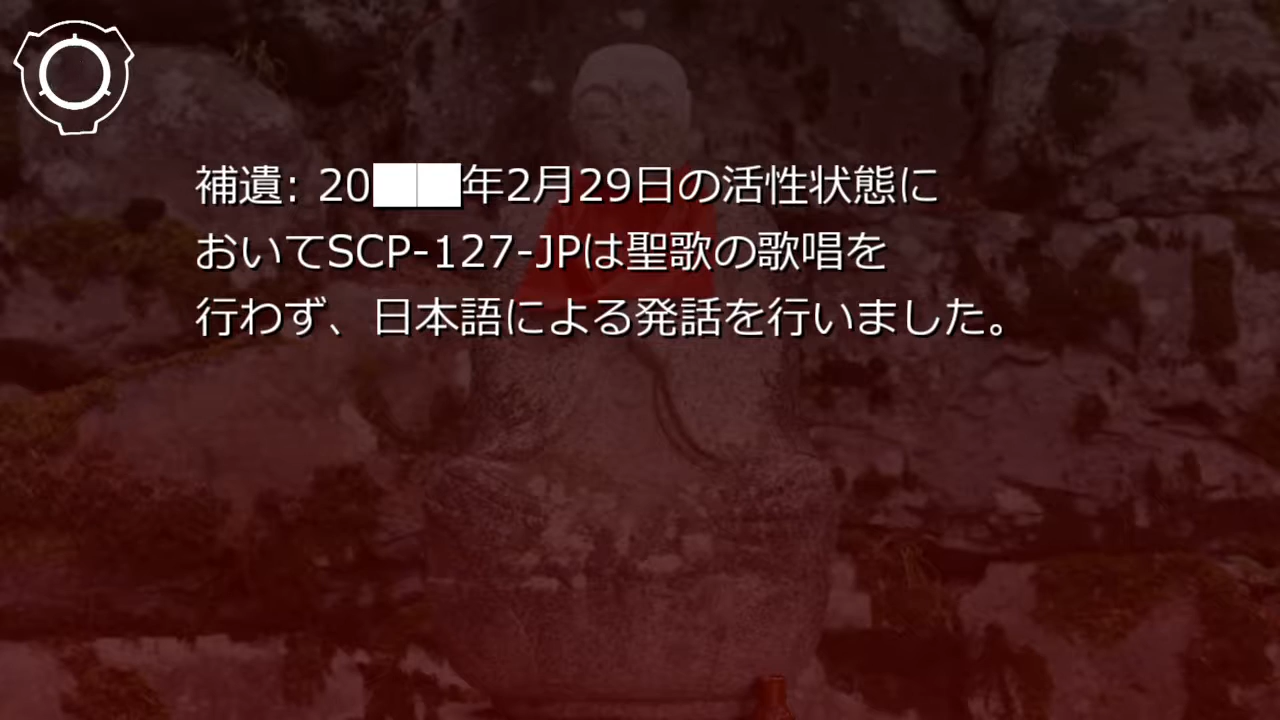 補遺: 20██年2月29日の活性状態に
おいてSCP-127-JPは聖歌の歌唱を
行わず、日本語による発話を行いました。